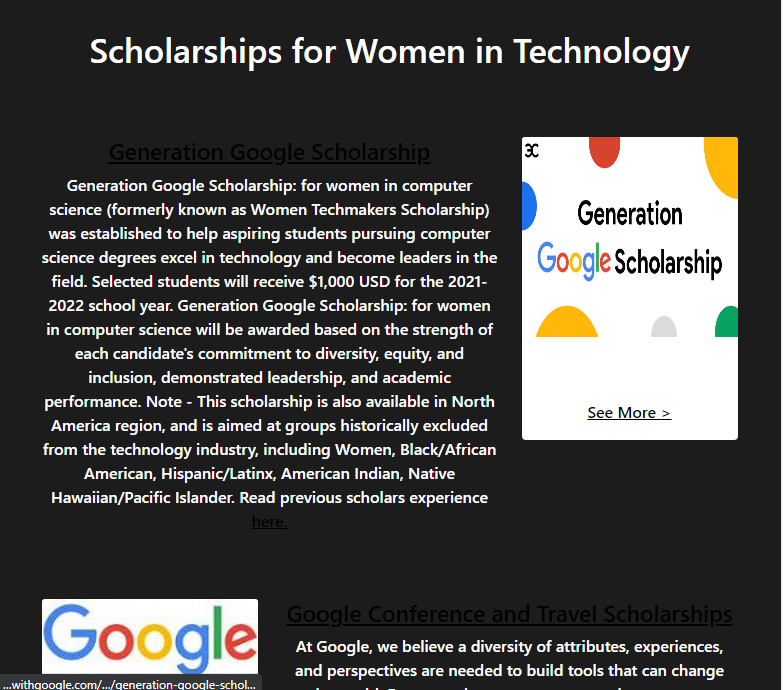 Scholarships for Women in Technology
Generation Google Scholarship
Generation Google Scholarship: for women in computer
science (formerly known as Women Techmakers Scholarship)
was established to help aspiring students pursuing computer
science degrees excel in technology and become leaders in the
field. Selected students will receive $1,000 USD for the 2021-
2022 school year. Generation Google Scholarship: for women
in computer science will be awarded based on the strength of
each candidate's commitment to diversity, equity, and
inclusion, demonstrated leadership, and academic
performance. Note - This scholarship is also available in North
America region, and is aimed at groups historically excluded
from the technology industry, including Women, Black/African
American, Hispanic/Latinx, American Indian, Native
Hawaiian/Pacific Islander. Read previous scholars experience
here.
Generation
Google Scholarship
See More >
Google
Google Conference and Travel Scholarships
At Google, we believe a diversity of attributes, experiences,
and perspectives are needed to build tools that can change
...withgoogle.com/.../generation-google-schol...